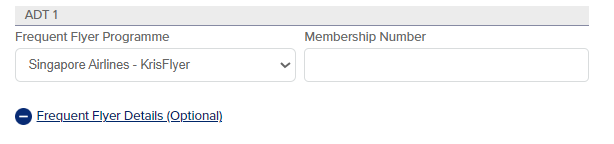 ADT 1
Frequent Flyer Programme
Membership Number
Singapore Airlines - KrisFlyer
Frequent Flyer Details (Optional)